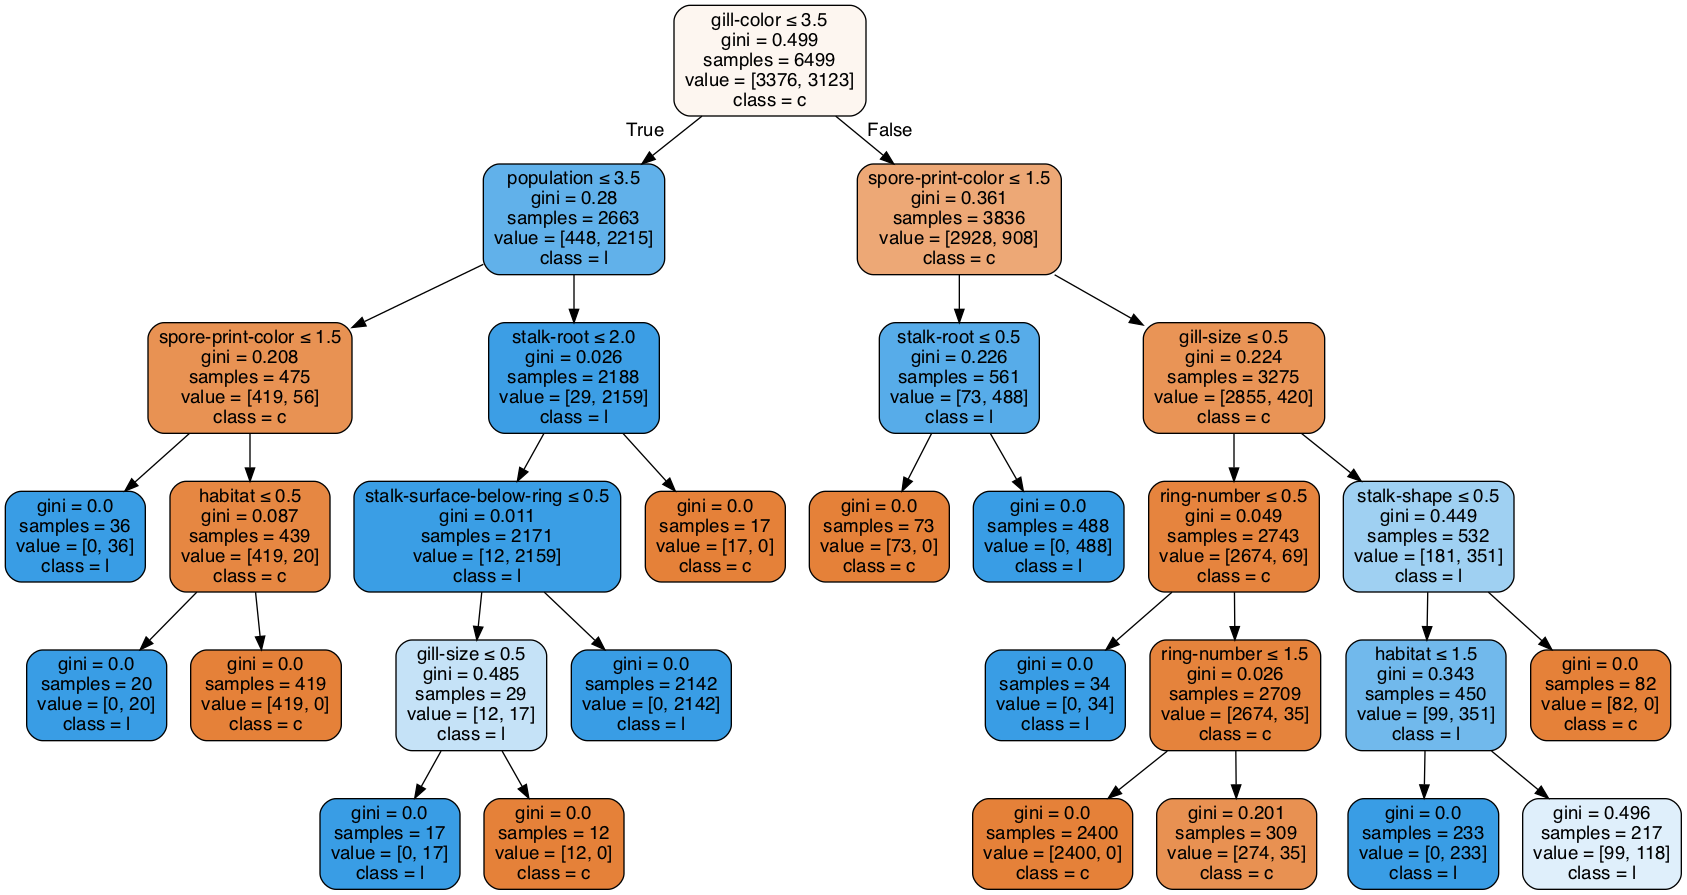 gill-color ≤ 3.5
gini = 0.499
samples = 6499
value = [3376, 3123]
class = c
True
False
population ≤ 3.5
gini = 0.28
samples = 2663
value = [448, 2215]
class = l
spore-print-color ≤ 1.5
gini = 0.361
samples = 3836
value = [2928, 908]
class = c
spore-print-color ≤ 1.5
gini = 0.208
samples = 475
value = [419, 56]
class = c
stalk-root ≤ 2.0
gini = 0.026
samples = 2188
value = [29, 2159]
class = l
stalk-root ≤ 0.5
gini = 0.226
samples = 561
value = [73, 488]
class = l
gill-size ≤ 0.5
gini = 0.224
samples = 3275
value = [2855, 420]
class = c
gini = 0.0
samples = 36
value = [0, 36]
class = l
habitat ≤ 0.5
gini = 0.087
samples = 439
value = [419, 20]
class = c
stalk-surface-below-ring ≤ 0.5
gini = 0.011
samples = 2171
value = [12, 2159]
class = l
gini = 0.0
samples = 17
value = [17, 0]
class = c
gini = 0.0
samples = 73
value = [73, 0]
class = c
gini = 0.0
samples = 488
value = [0, 488]
class = l
ring-number ≤ 0.5
gini = 0.049
samples = 2743
value = [2674, 69]
class = c
stalk-shape ≤ 0.5
gini = 0.449
samples = 532
value = [181, 351]
class = l
gini = 0.0
samples = 20
value = [0, 20]
class = l
gini = 0.0
samples = 419
value = [419, 0]
class = c
gill-size ≤ 0.5
gini = 0.485
samples = 29
value = [12, 17]
class = l
gini = 0.0
samples = 2142
value = [0, 2142]
class = l
gini = 0.0
samples = 34
value = [0, 34]
class = l
ring-number ≤ 1.5
gini = 0.026
samples = 2709
value = [2674, 35]
class = c
habitat ≤ 1.5
gini = 0.343
samples = 450
value = [99, 351]
class = l
gini = 0.0
samples = 82
value = [82, 0]
class = c
gini = 0.0
samples = 17
value = [0, 17]
class = l
gini = 0.0
samples = 12
value = [12, 0]
class = c
gini = 0.0
samples = 2400
value = [2400, 0]
class = c
gini = 0.201
samples = 309
value = [274, 35]
class = c
gini = 0.0
samples = 233
value = [0, 233]
class = l
gini = 0.496
samples = 217
value = [99, 118]
class = l